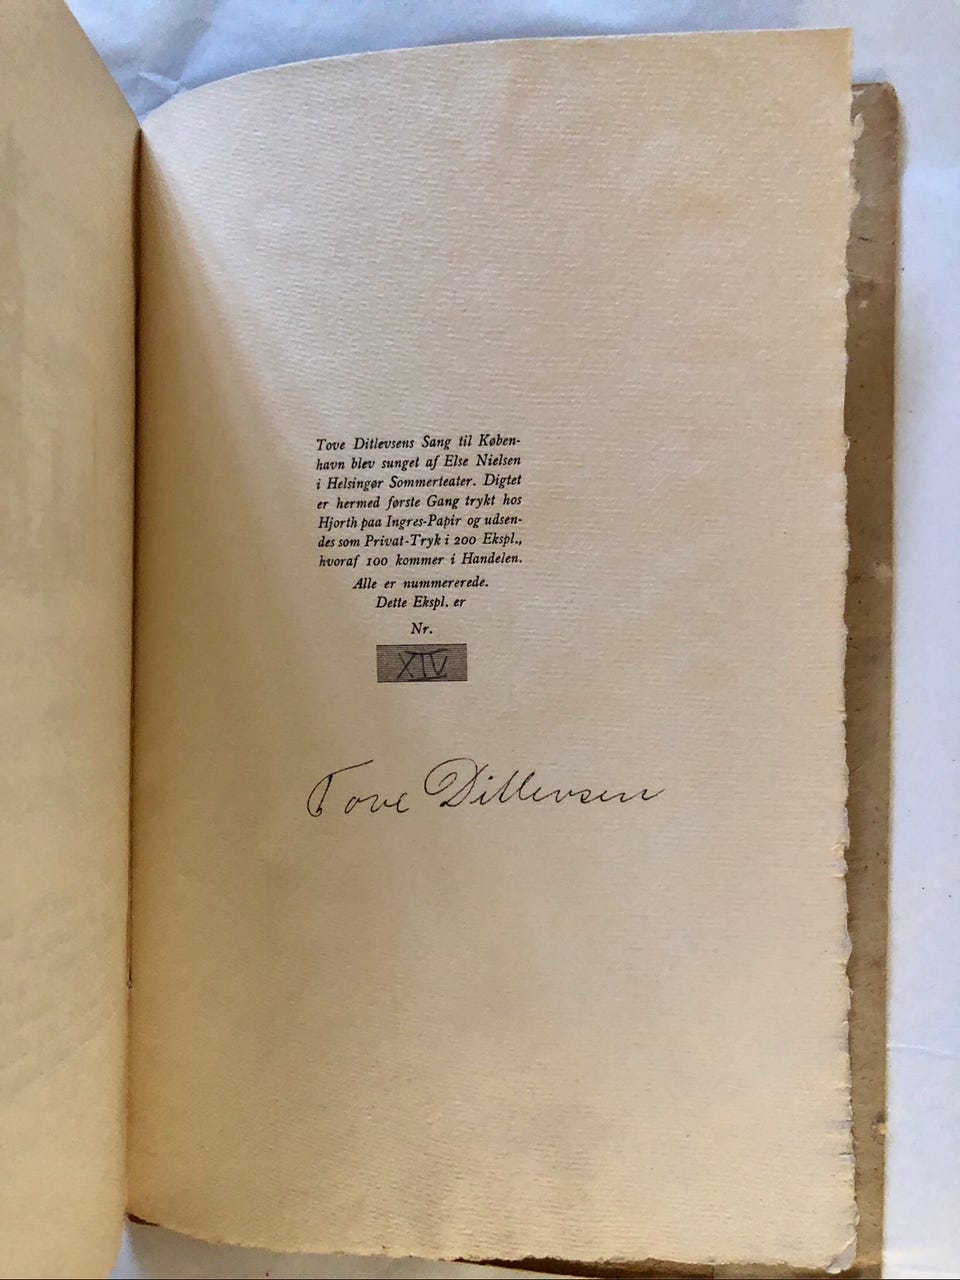 Tove Ditlevsens Sang til Køben-
havn blev sunget af Else Nielsen
i Helsingør Sommerteater. Digtet
er hermed første Gang trykt hos
Hjorth paa Ingres-Papir og udsen-
des som Privat-Tryk i 200 Ekspl.,
hvoraf 100 kommer i Handelen.
Alle er nummererede.
Dette Ekspl. er
Nr.
XIV
Tove Ditlevsen